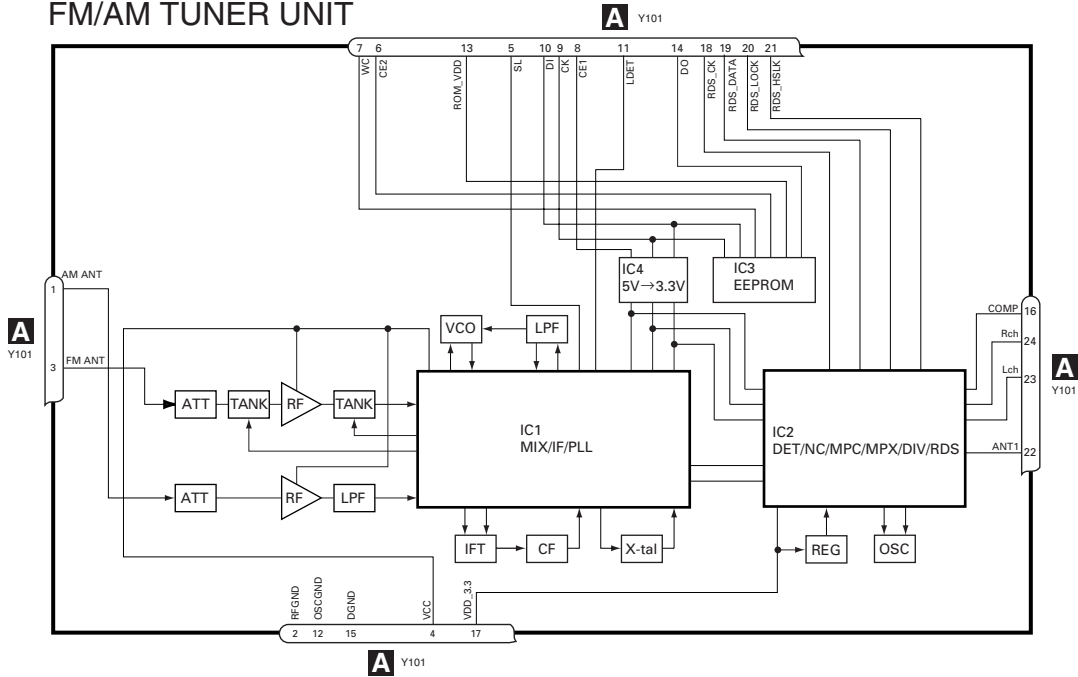 FM/AM TUNER UNIT
A Y101
7 6 13 5 10 9 8 11 14 18 19 20 21
WC
CE2
ROM_VDD
SL
DI
CK
CE1
LDET
DO
RDS_CK
RDS_DATA
RDS_LOCK
RDS_HSLK
AM ANT
1
A
Y101
3
FM ANT
IC4
5V→3.3V
IC3
EEPROM
COMP 16
Rch
24
Lch
23
A
Y101
ANT1 22
VCO
LPF
ATT
TANK
RF
TANK
IC1
MIX/IF/PLL
IC2
DET/NC/MPC/MPX/DIV/RDS
ATT
RF
LPF
IFT
CF
X-tal
REG
OSC
RFGND
OSCGND
DGND
VCC
VDD_3.3
2 12 15 4 17
A Y101